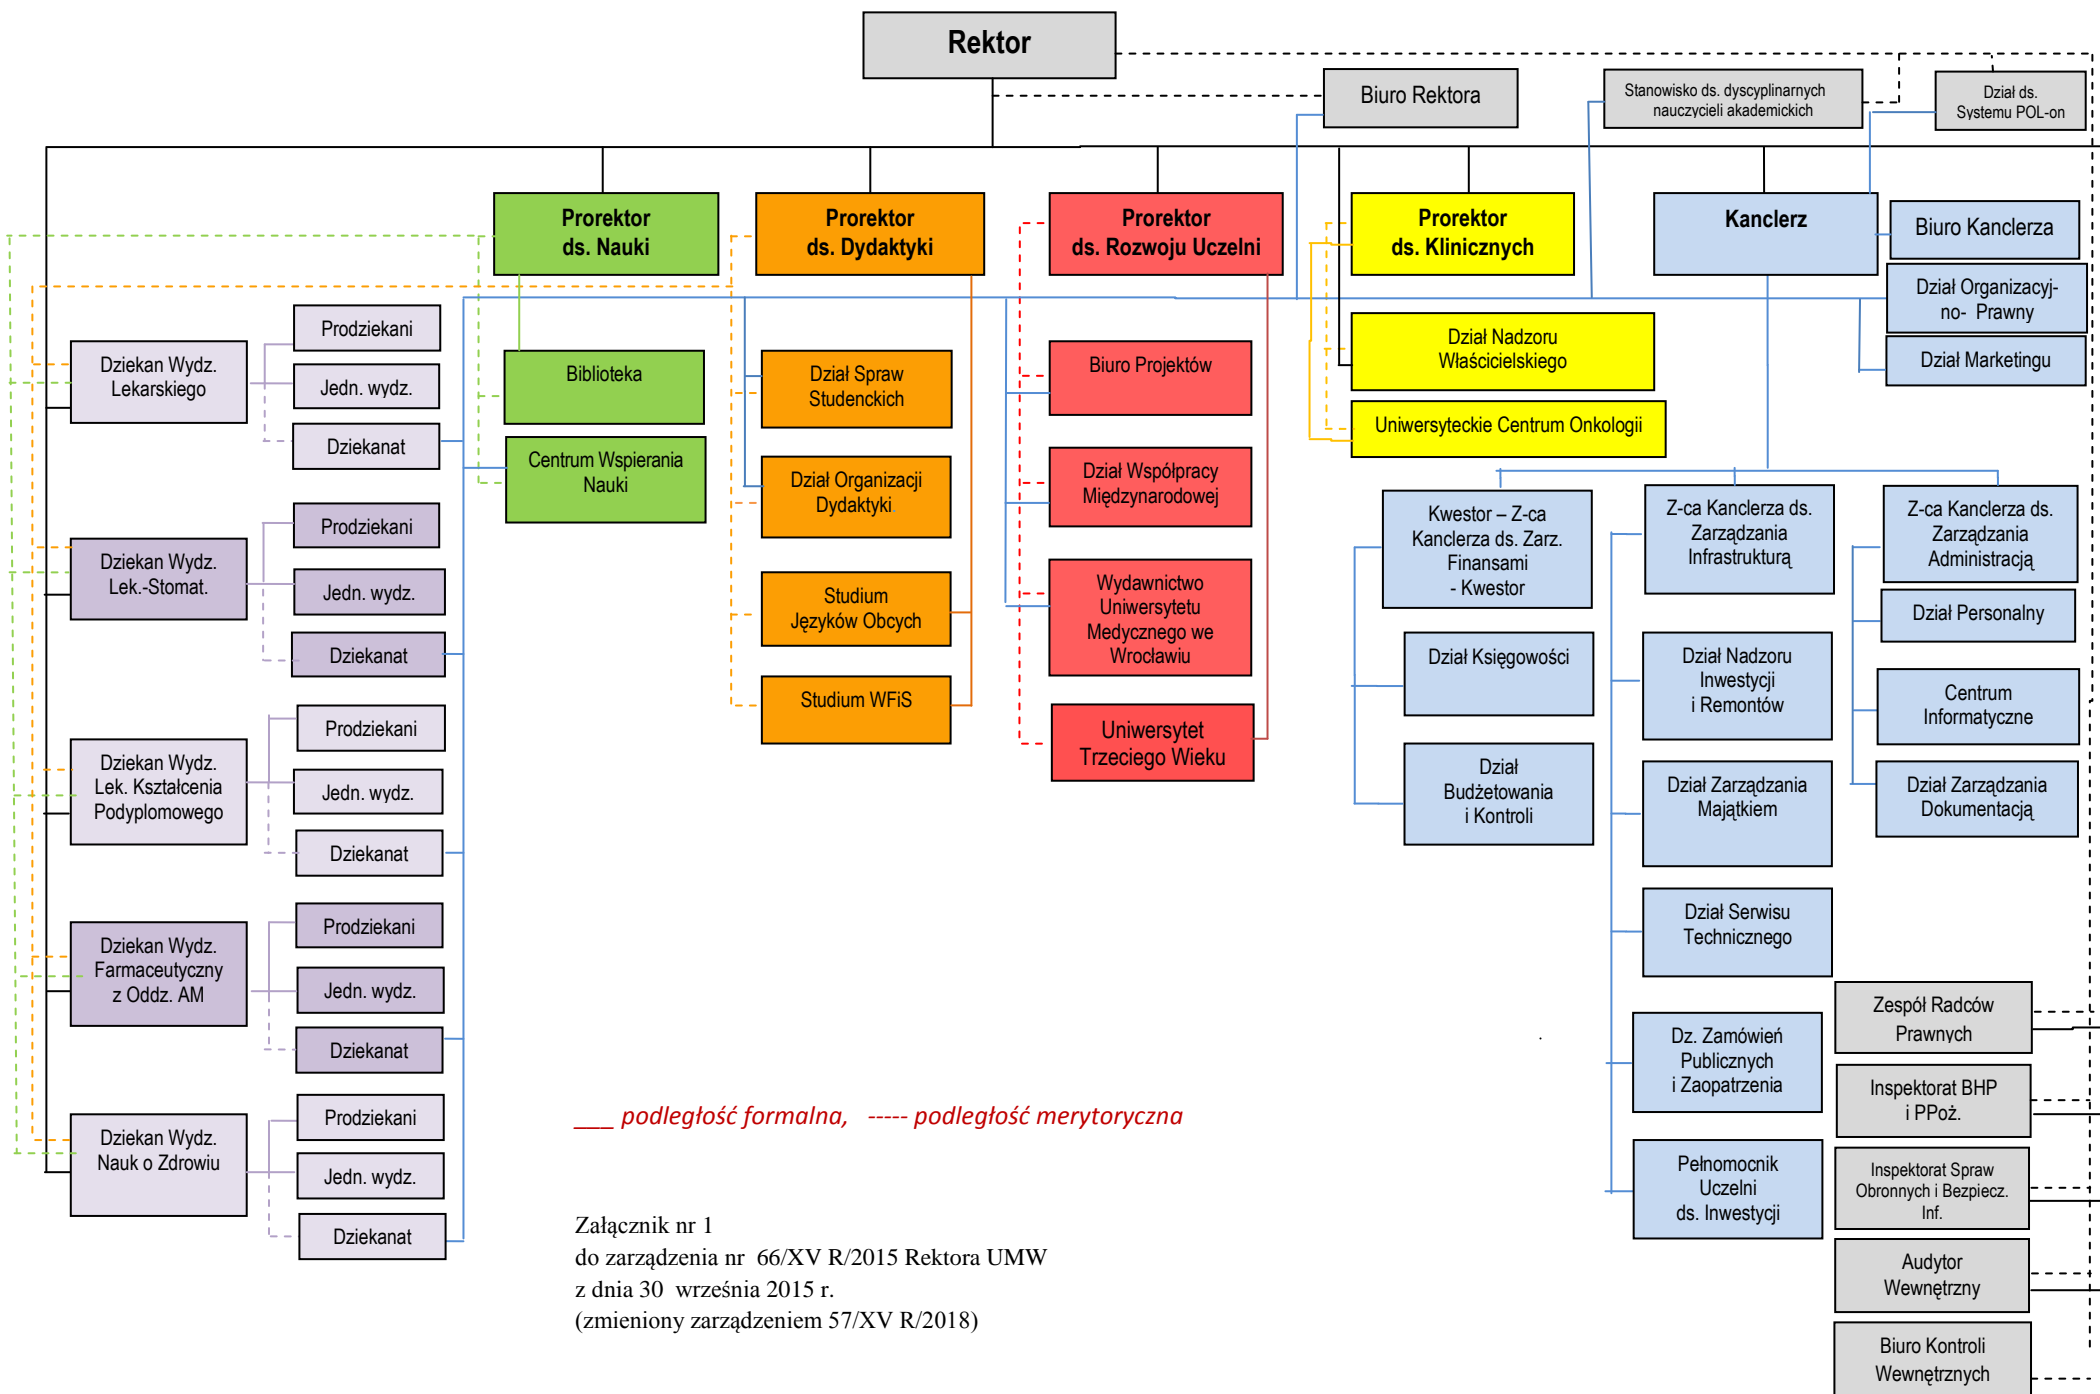 Rektor
Biuro Rektora
Stanowisko ds. dyscyplinarnych
nauczycieli akademickich
Dział ds.
Systemu POL-on
Prorektor
ds. Nauki
Prorektor
ds. Dydaktyki
Prorektor
ds. Rozwoju Uczelni
Prorektor
ds. Klinicznych
Kanclerz
Biuro Kanclerza
Dział Organizacyj-
no- Prawny
Dział Marketingu
Dziekan Wydz.
Lekarskiego
Prodziekani
Jedn. wydz.
Dziekanat
Biblioteka
Centrum Wspierania
Nauki
Dział Spraw
Studenckich
Dział Organizacji
Dydaktyki
Studium
Języków Obcych
Studium WFiS
Biuro Projektów
Dział Współpracy
Międzynarodowej
Wydawnictwo
Uniwersytetu
Medycznego we
Wrocławiu
Uniwersytet
Trzeciego Wieku
Dział Nadzoru
Właścicielskiego
Uniwersyteckie Centrum Onkologii
Kwestor – Z-ca
Kanclerza ds. Zarz.
Finansami
- Kwestor
Dział Księgowości
Dział
Budżetowania
i Kontroli
Z-ca Kanclerza ds.
Zarządzania
Infrastrukturą
Dział Nadzoru
Inwestycji
i Remontów
Dział Zarządzania
Majątkiem
Dział Serwisu
Technicznego
Dz. Zamówień
Publicznych
i Zaopatrzenia
Pełnomocnik
Uczelni
ds. Inwestycji
Z-ca Kanclerza ds.
Zarządzania
Administracją
Dział Personalny
Centrum
Informatyczne
Dział Zarządzania
Dokumentacją
Dziekan Wydz.
Lek.-Stomat.
Prodziekani
Jedn. wydz.
Dziekanat
Dziekan Wydz.
Lek. Kształcenia
Podyplomowego
Prodziekani
Jedn. wydz.
Dziekanat
Dziekan Wydz.
Farmaceutyczny
z Oddz. AM
Prodziekani
Jedn. wydz.
Dziekanat
Dziekan Wydz.
Nauk o Zdrowiu
Prodziekani
Jedn. wydz.
Dziekanat
Zespół Radców
Prawnych
Inspektorat BHP
i PPoż.
Inspektorat Spraw
Obronnych i Bezpiecz.
Inf.
Audytor
Wewnętrzny
Biuro Kontroli
Wewnętrznych
___ podległość formalna, ----- podległość merytoryczna
Załącznik nr 1
do zarządzenia nr 66/XV R/2015 Rektora UMW
z dnia 30 września 2015 r.
(zmieniony zarządzeniem 57/XV R/2018)